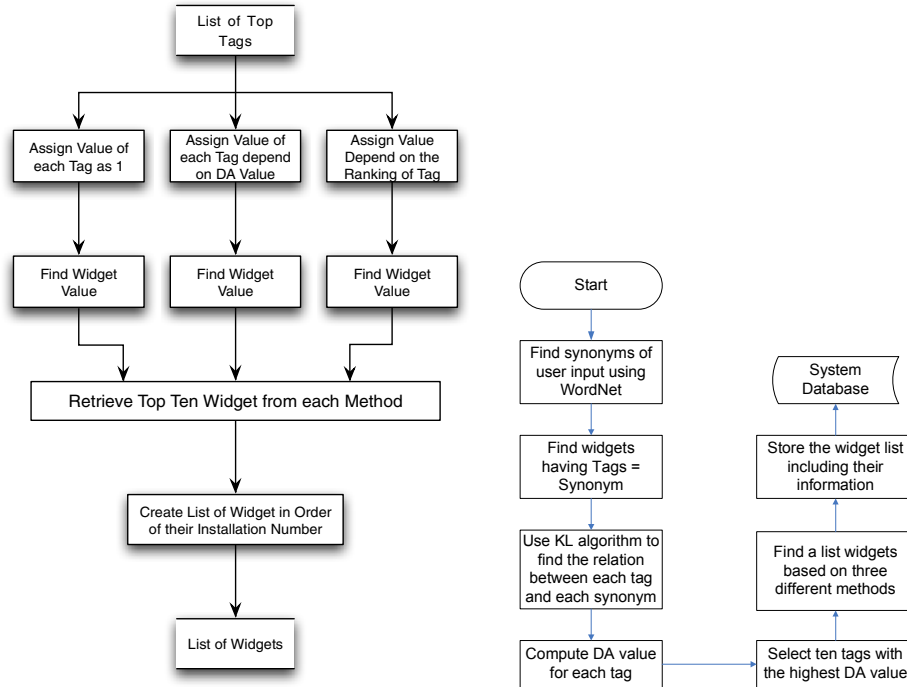 List of Top
Tags
Assign Value of
each Tag as 1
Assign Value of
each Tag depend
on DA Value
Assign Value
Depend on the
Ranking of Tag
Find Widget
Value
Find Widget
Value
Find Widget
Value
Retrieve Top Ten Widget from each Method
Create List of Widget in Order
of their Installation Number
List of Widgets
Start
Find synonyms of
user input using
WordNet
Find widgets
having Tags =
Synonym
Use KL algorithm to
find the relation
between each tag
and each synonym
Compute DA value
for each tag
Select ten tags with
the highest DA value
Find a list widgets
based on three
different methods
Store the widget list
including their
information
System
Database